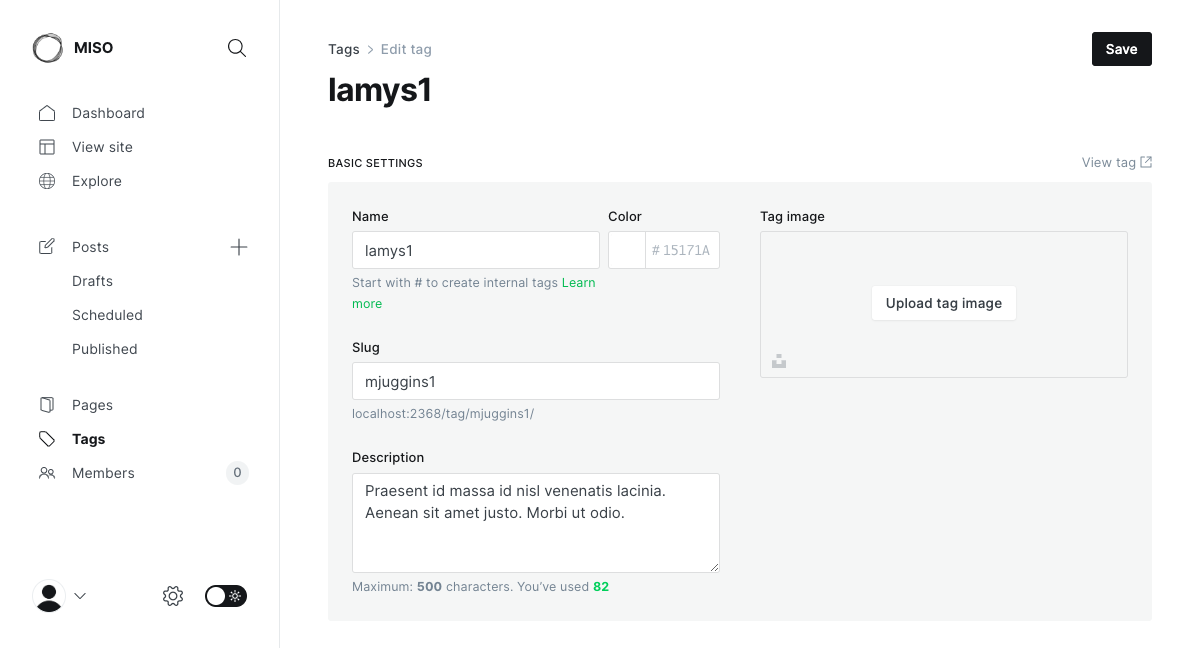 MISO
Dashboard
View site
Explore
Posts
Drafts
Scheduled
Published
Pages
Tags
Members
0
Tags
Edit tag
Save
lamys1
BASIC SETTINGS
View tag
Name
lamys1
Start with # to create internal tags Learn
more
Color
# 15171A
Slug
mjuggins1
localhost:2368/tag/mjuggins1/
Description
Praesent id massa id nisl venenatis lacinia.
Aenean sit amet justo. Morbi ut odio.
Maximum: 500 characters. You’ve used 82
Tag image
Upload tag image